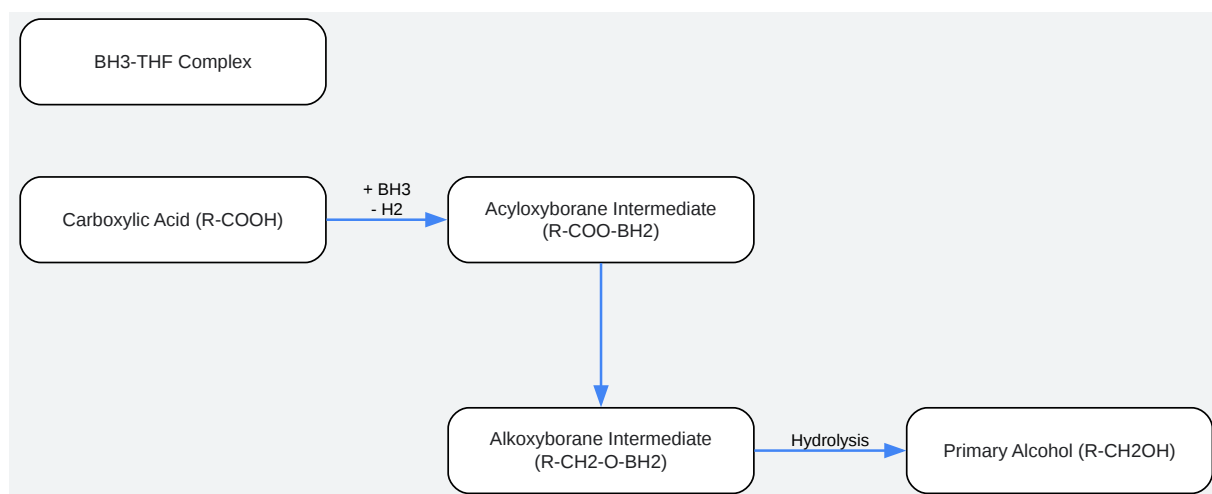 BH3-THF Complex
+ BH3
- H2
Carboxylic Acid (R-COOH)
Acyloxyborane Intermediate
(R-COO-BH2)
Alkoxyborane Intermediate
(R-CH2-O-BH2)
Hydrolysis
Primary Alcohol (R-CH2OH)